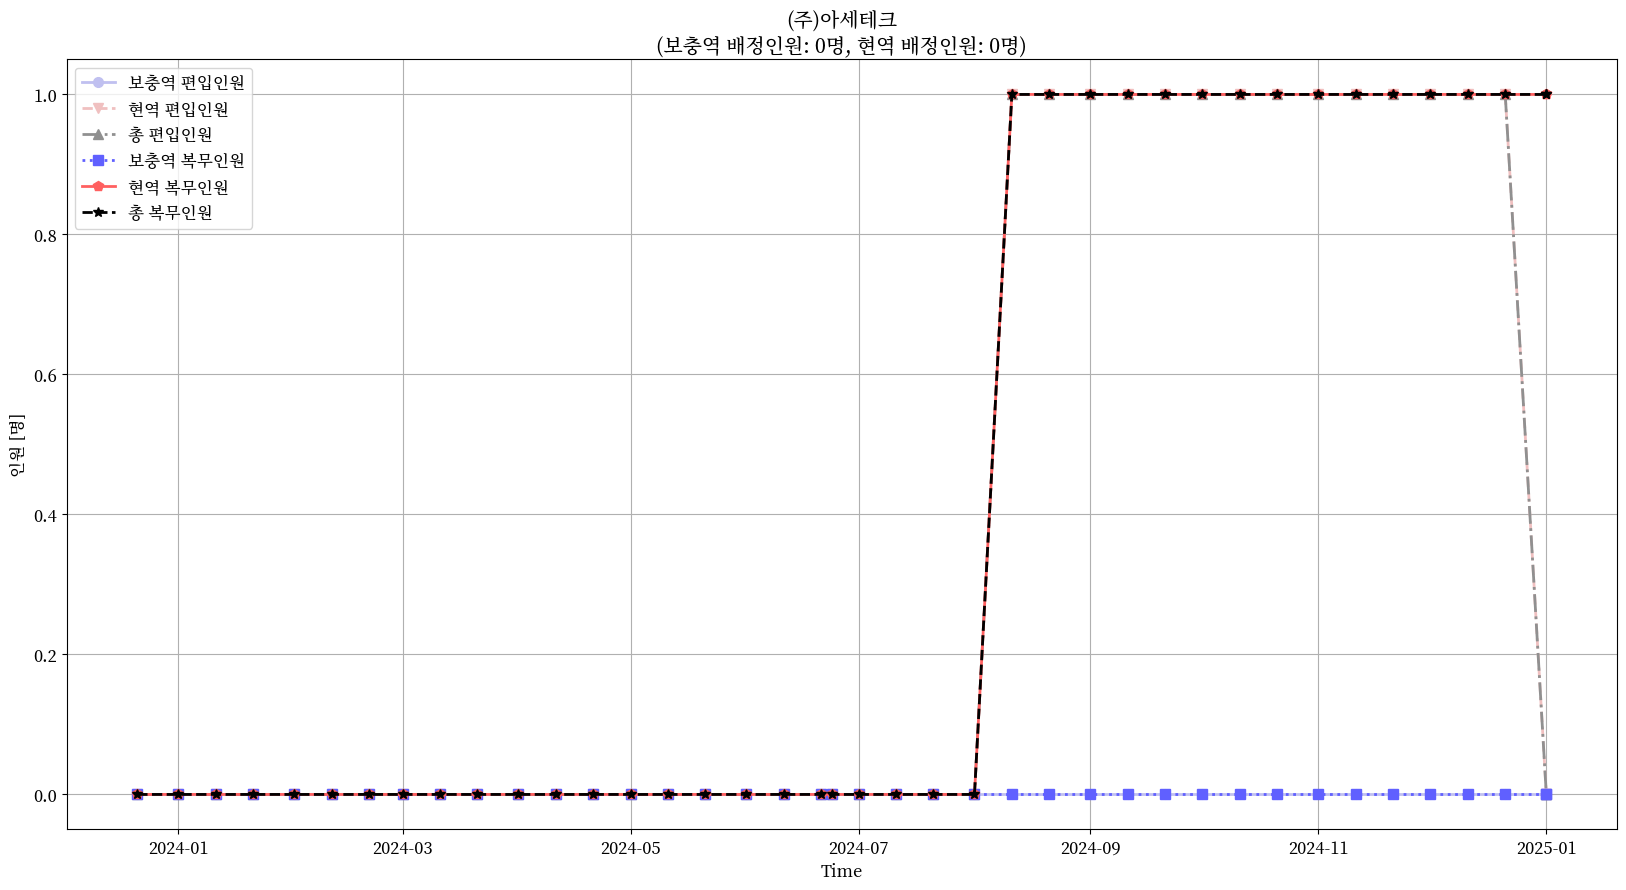 (주)아세테크
(보충역 배정인원: 0명, 현역 배정인원: 0명)
보충역 편입인원
현역 편입인원
총 편입인원
보충역 복무인원
현역 복무인원
총 복무인원
1.0
0.8
0.6
0.4
0.2
0.0
인원 [명]
2024-01
2024-03
2024-05
2024-07
2024-09
2024-11
2025-01
Time